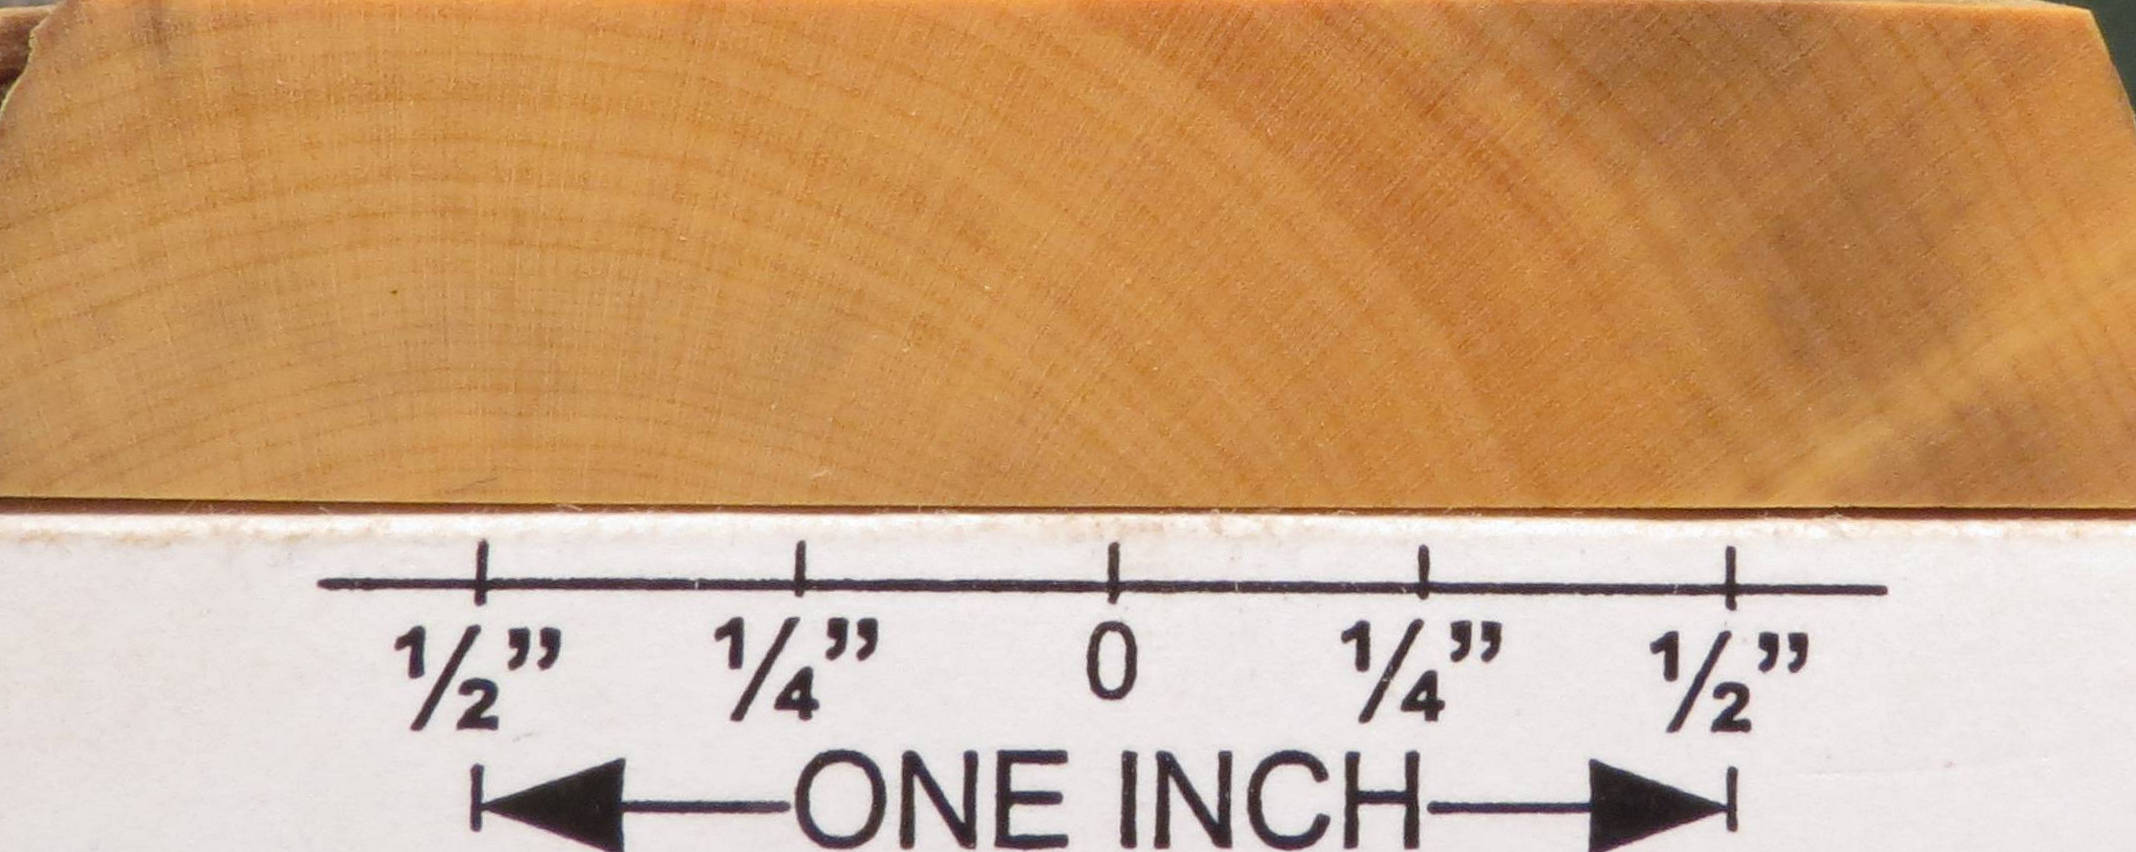 ½” ¼” 0 ¼” ½”
ONE INCH